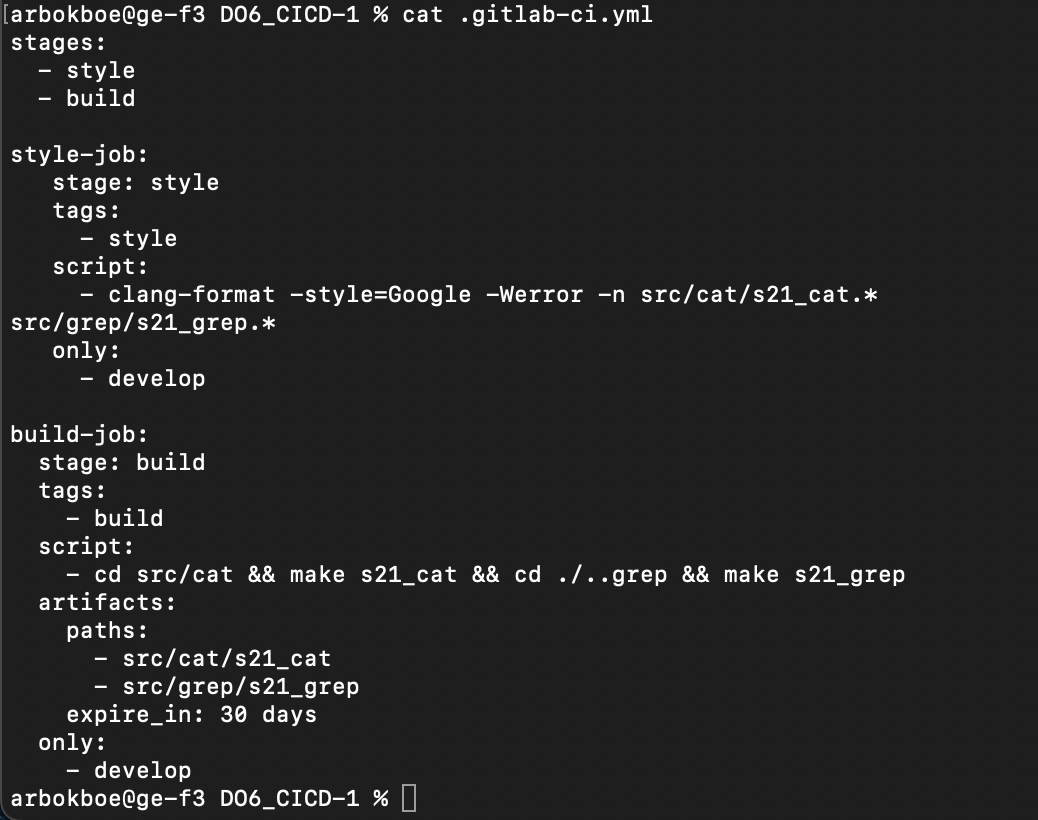 [arbokboe@ge-f3 DO6_CICD-1 % cat .gitlab-ci.yml
stages:
  - style
  - build

style-job:
   stage: style
   tags:
     - style
   script:
     - clang-format -style=Google -Werror -n src/cat/s21_cat.*
src/grep/s21_grep.*
   only:
     - develop

build-job:
  stage: build
  tags:
    - build
  script:
    - cd src/cat && make s21_cat && cd ./..grep && make s21_grep
  artifacts:
    paths:
      - src/cat/s21_cat
      - src/grep/s21_grep
    expire_in: 30 days
  only:
    - develop
arbokboe@ge-f3 DO6_CICD-1 %